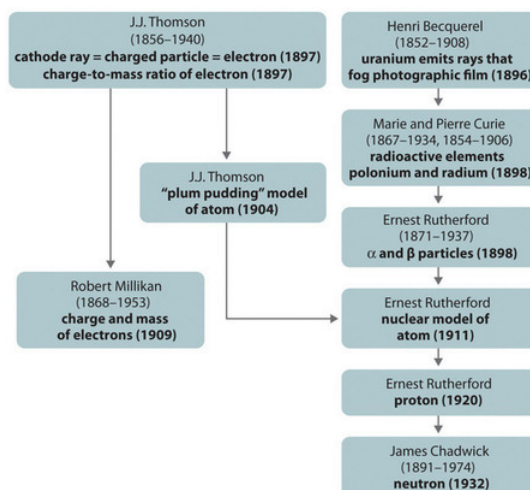 J.J. Thomson
(1856–1940)
cathode ray = charged particle = electron (1897)
charge-to-mass ratio of electron (1897)
Henri Becquerel
(1852–1908)
uranium emits rays that
fog photographic film (1896)
Marie and Pierre Curie
(1867–1934, 1854–1906)
radioactive elements
polonium and radium (1898)
J.J. Thomson
“plum pudding” model
of atom (1904)
Ernest Rutherford
(1871–1937)
α and β particles (1898)
Robert Millikan
(1868–1953)
charge and mass
of electrons (1909)
Ernest Rutherford
nuclear model of
atom (1911)
Ernest Rutherford
proton (1920)
James Chadwick
(1891–1974)
neutron (1932)